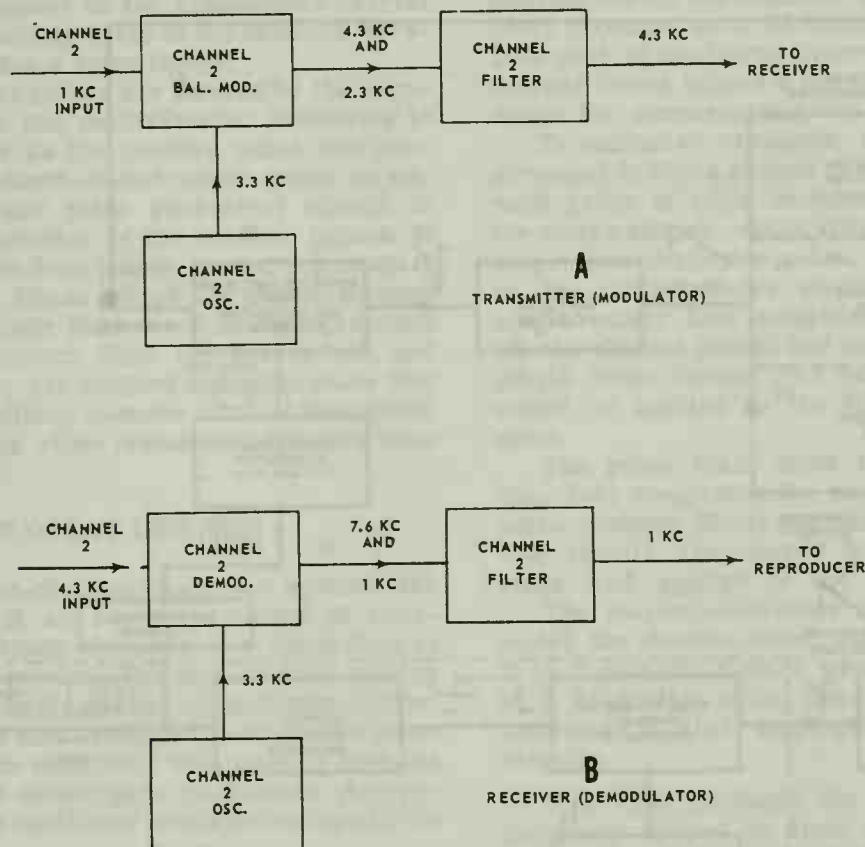 CHANNEL
2
1 KC
INPUT
CHANNEL
2
BAL. MOD.
4.3 KC
AND
2.3 KC
CHANNEL
2
FILTER
4.3 KC
TO
RECEIVER
3.3 KC
CHANNEL
2
OSC.
A
TRANSMITTER (MODULATOR)
CHANNEL
2
4.3 KC
INPUT
CHANNEL
2
DEMOD.
7.6 KC
AND
1 KC
CHANNEL
2
FILTER
1 KC
TO
REPRODUCER
3.3 KC
CHANNEL
2
OSC.
B
RECEIVER (DEMODULATOR)